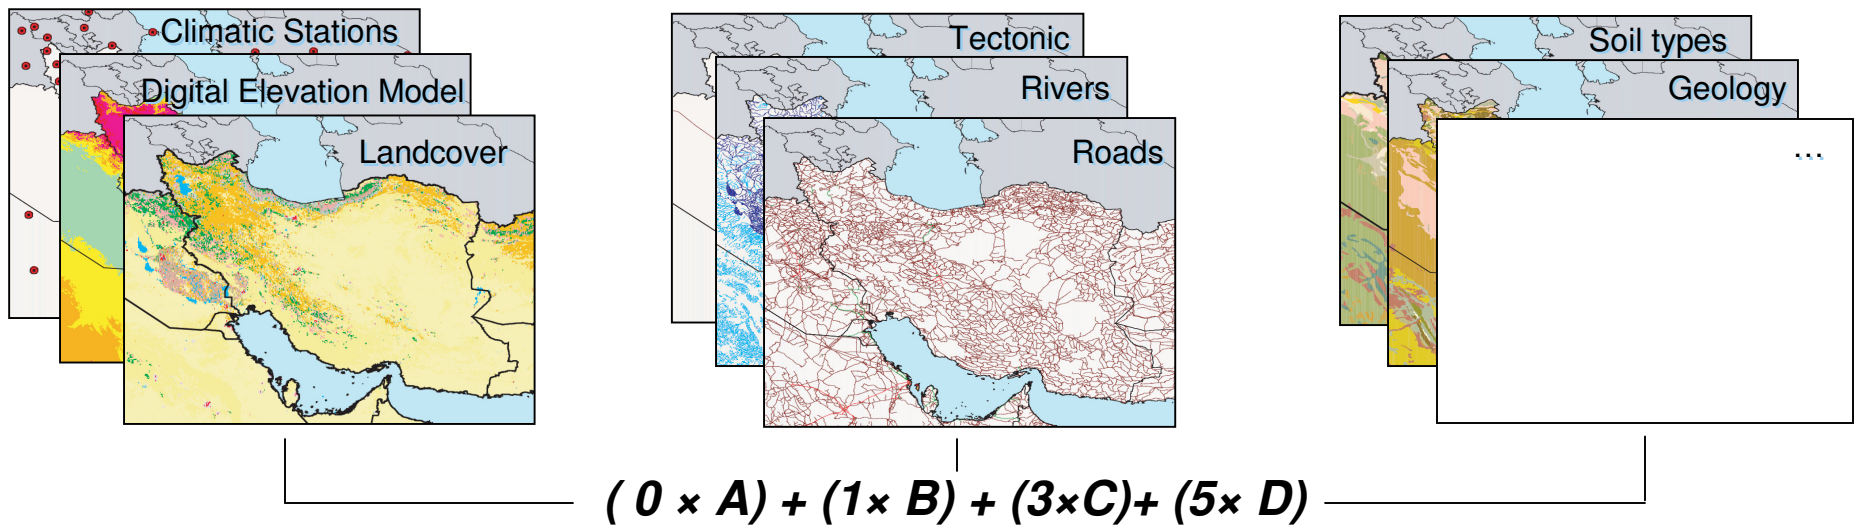 Climatic Stations
Digital Elevation Model
Landcover
Tectonic
Rivers
Roads
Soil types
Geology
...
( 0 × A) + (1× B) + (3×C)+ (5× D)